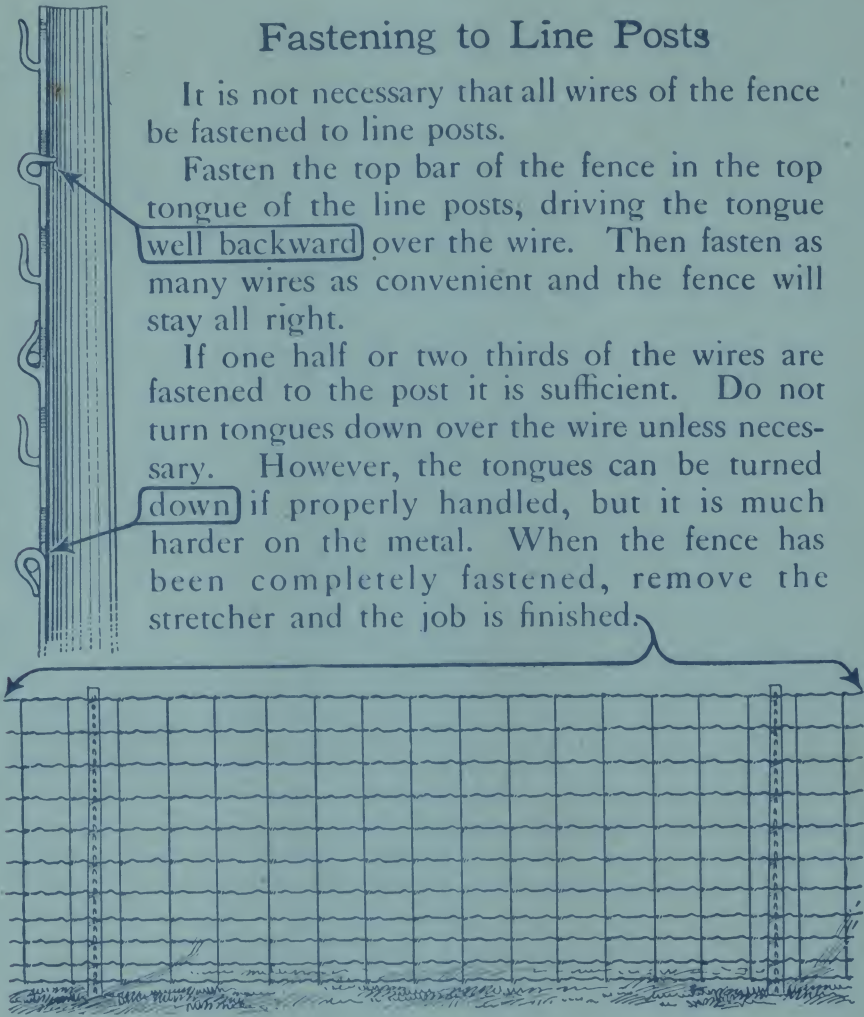 Fastening to Line Posts
It is not necessary that all wires of the fence
be fastened to line posts.
Fasten the top bar of the fence in the top
tongue of the line posts, driving the tongue
well backward over the wire. Then fasten as
many wires as convenient and the fence will
stay all right.
If one half or two thirds of the wires are
fastened to the post it is sufficient. Do not
turn tongues down over the wire unless neces-
sary. However, the tongues can be turned
down if properly handled, but it is much
harder on the metal. When the fence has
been completely fastened, remove the
stretcher and the job is finished.